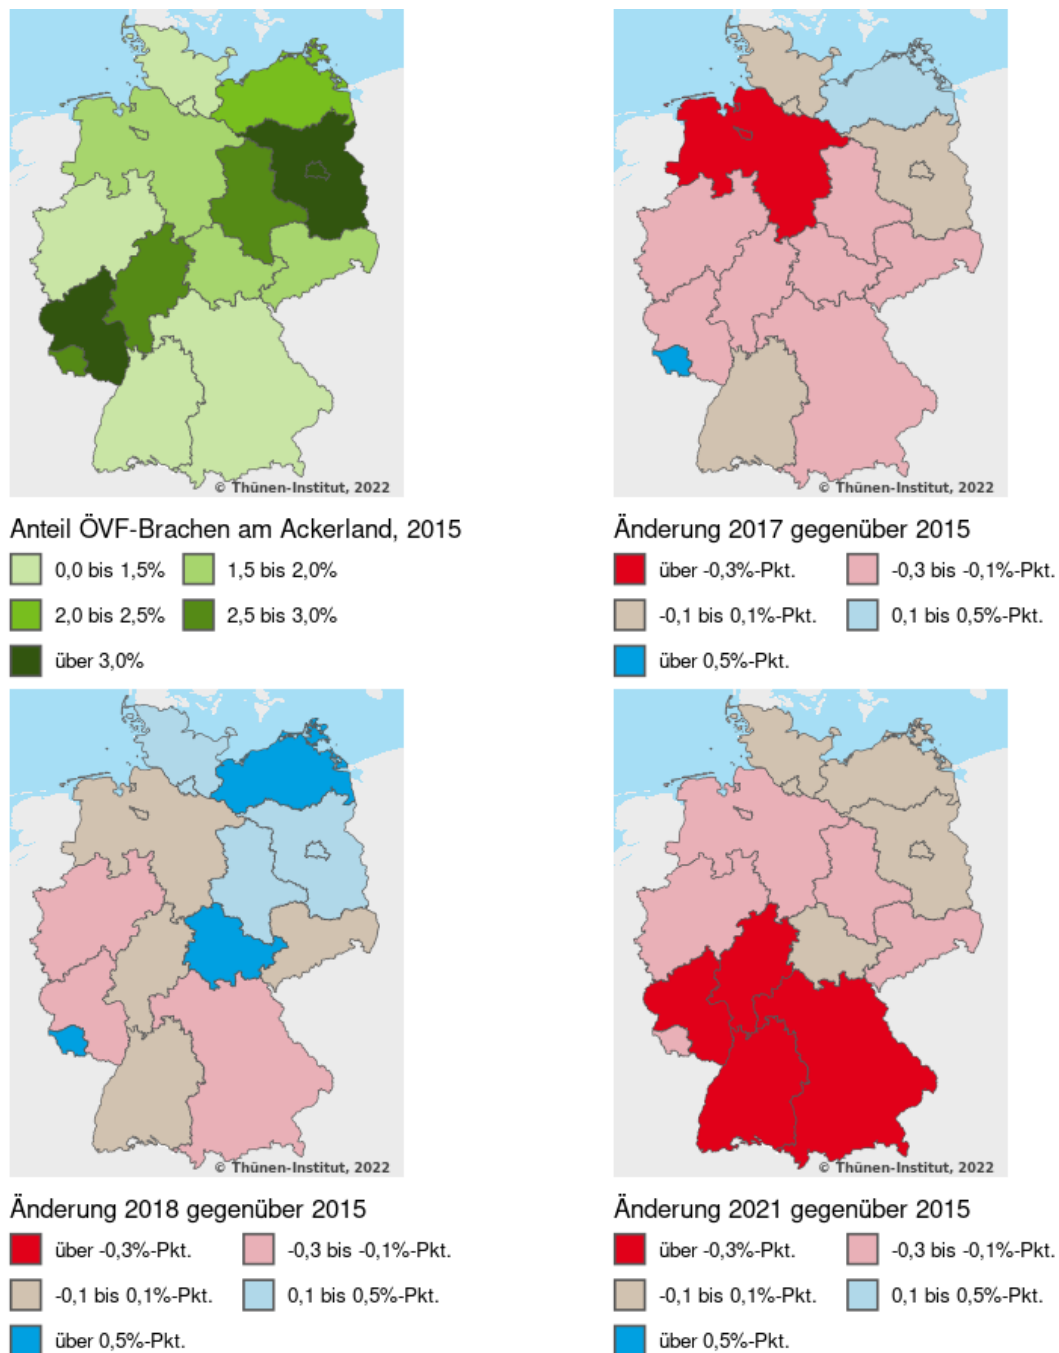 © Thünen-Institut, 2022
Anteil ÖVF-Brachen am Ackerland, 2015
0,0 bis 1,5% 1,5 bis 2,0%
2,0 bis 2,5% 2,5 bis 3,0%
über 3,0%
© Thünen-Institut, 2022
Änderung 2017 gegenüber 2015
über -0,3%-Pkt. -0,3 bis -0,1%-Pkt.
-0,1 bis 0,1%-Pkt. 0,1 bis 0,5%-Pkt.
über 0,5%-Pkt.
© Thünen-Institut, 2022
Änderung 2018 gegenüber 2015
über -0,3%-Pkt. -0,3 bis -0,1%-Pkt.
-0,1 bis 0,1%-Pkt. 0,1 bis 0,5%-Pkt.
über 0,5%-Pkt.
© Thünen-Institut, 2022
Änderung 2021 gegenüber 2015
über -0,3%-Pkt. -0,3 bis -0,1%-Pkt.
-0,1 bis 0,1%-Pkt. 0,1 bis 0,5%-Pkt.
über 0,5%-Pkt.